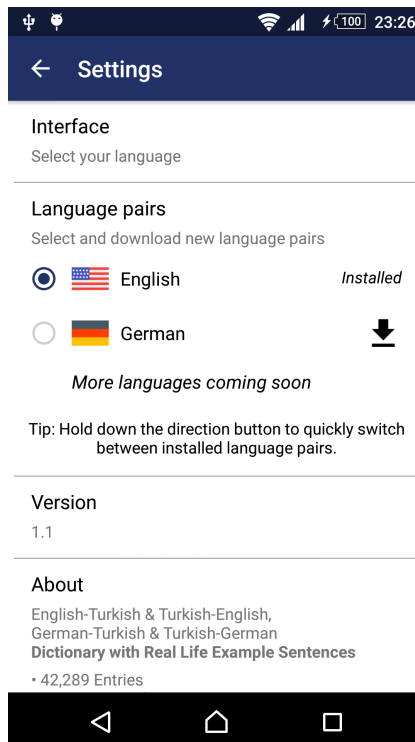 100 23:26
Settings
Interface
Select your language
Language pairs
Select and download new language pairs
English Installed
German
More languages coming soon
Tip: Hold down the direction button to quickly switch
between installed language pairs.
Version
1.1
About
English-Turkish & Turkish-English,
German-Turkish & Turkish-German
Dictionary with Real Life Example Sentences
• 42,289 Entries